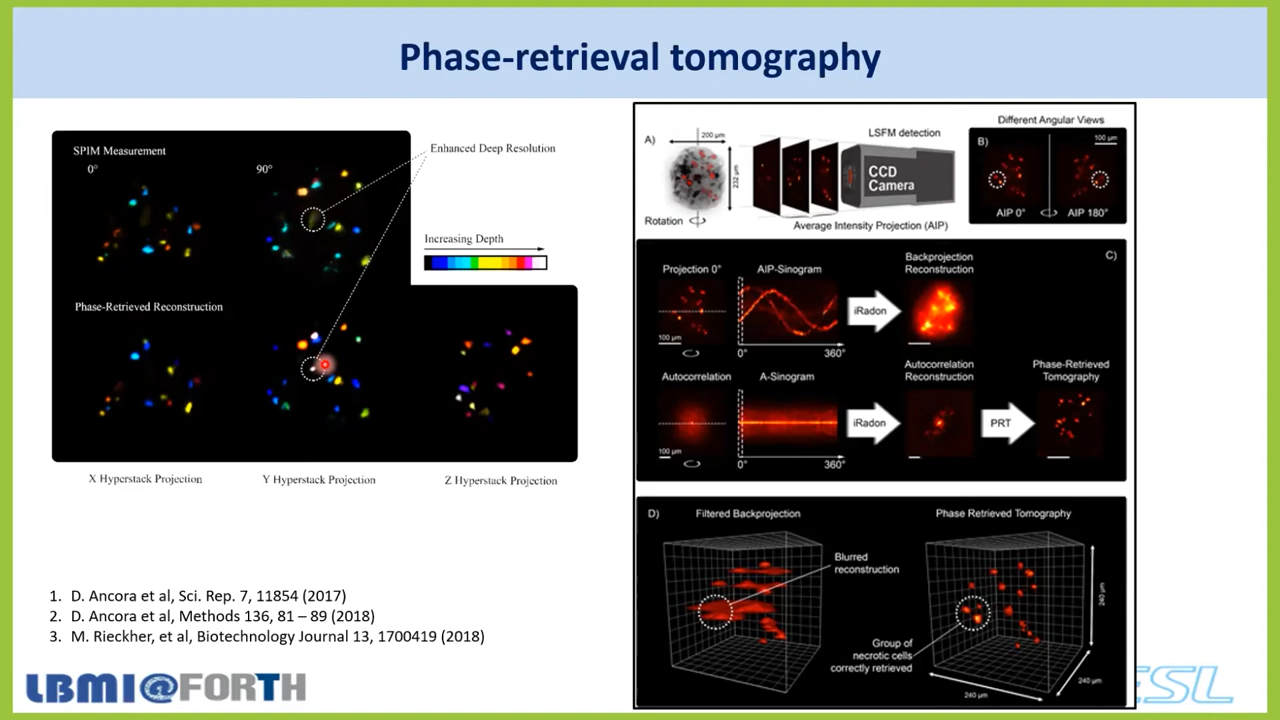 Phase-retrieval tomography
SPIM Measurement
0°
90°
Enhanced Deep Resolution
Increasing Depth
Phase-Retrieved Reconstruction
X Hyperstack Projection
Y Hyperstack Projection
Z Hyperstack Projection
A)
200 µm
232 µm
Rotation
LSFM detection
CCD
Camera
Average Intensity Projection (AIP)
Different Angular Views
B)
100 µm
AIP 0°
AIP 180°
C)
Projection 0°
AIP-Sinogram
Backprojection
Reconstruction
iRadon
100 µm
0°
360°
Autocorrelation
A-Sinogram
Autocorrelation
Reconstruction
Phase-Retrieved
Tomography
iRadon
PRT
100 µm
0°
360°
D)
Filtered Backprojection
Phase Retrieved Tomography
Blurred
reconstruction
Group of
necrotic cells
correctly retrieved
240 µm
240 µm
240 µm
1. D. Ancora et al, Sci. Rep. 7, 11854 (2017)
2. D. Ancora et al, Methods 136, 81 – 89 (2018)
3. M. Rieckher, et al, Biotechnology Journal 13, 1700419 (2018)
LBMI@FORTH
ESL